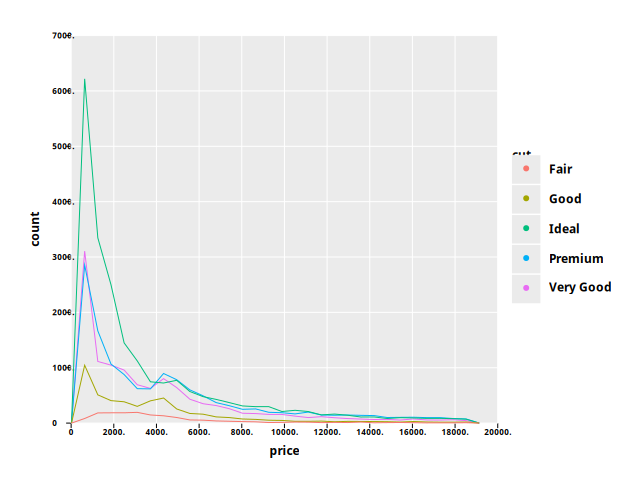 7000.
6000.
5000.
4000.
3000.
2000.
1000.
0
count
0
2000.
4000.
6000.
8000.
10000.
12000.
14000.
16000.
18000.
20000.
price
cut
Fair
Good
Ideal
Premium
Very Good